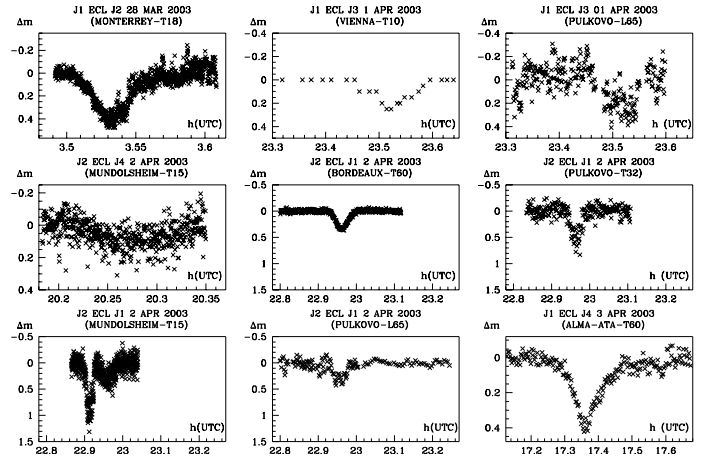 J1 ECL J2 28 MAR 2003
(MONTERREY-T18)
Δm
-0.2
0
0.2
0.4
h(UTC)
3.5 3.55 3.6
J1 ECL J3 1 APR 2003
(VIENNA-T10)
Δm
-0.4
-0.2
0
0.2
0.4
h(UTC)
23.3 23.4 23.5 23.6
J1 ECL J3 01 APR 2003
(PULKOVO-L65)
Δm
-0.4
-0.2
0
0.2
0.4
h(UTC)
23.3 23.4 23.5 23.6
J2 ECL J4 2 APR 2003
(MUNDOLSHEIM-T15)
Δm
-0.2
0
0.2
0.4
h(UTC)
20.2 20.25 20.3 20.35
J2 ECL J1 2 APR 2003
(BORDEAUX-T60)
Δm
-0.5
0
0.5
1
1.5
h(UTC)
22.8 22.9 23 23.1 23.2
J2 ECL J1 2 APR 2003
(PULKOVO-T32)
Δm
-0.5
0
0.5
1
1.5
h(UTC)
22.8 22.9 23 23.1 23.2
J2 ECL J1 2 APR 2003
(MUNDOLSHEIM-T15)
Δm
-0.5
0
0.5
1
1.5
h(UTC)
22.8 22.9 23 23.1 23.2
J2 ECL J1 2 APR 2003
(PULKOVO-L65)
Δm
-0.5
0
0.5
1
1.5
h(UTC)
22.8 22.9 23 23.1 23.2
J1 ECL J4 3 APR 2003
(ALMA-ATA-T60)
Δm
0
0.2
0.4
h (UTC)
17.2 17.3 17.4 17.5 17.6